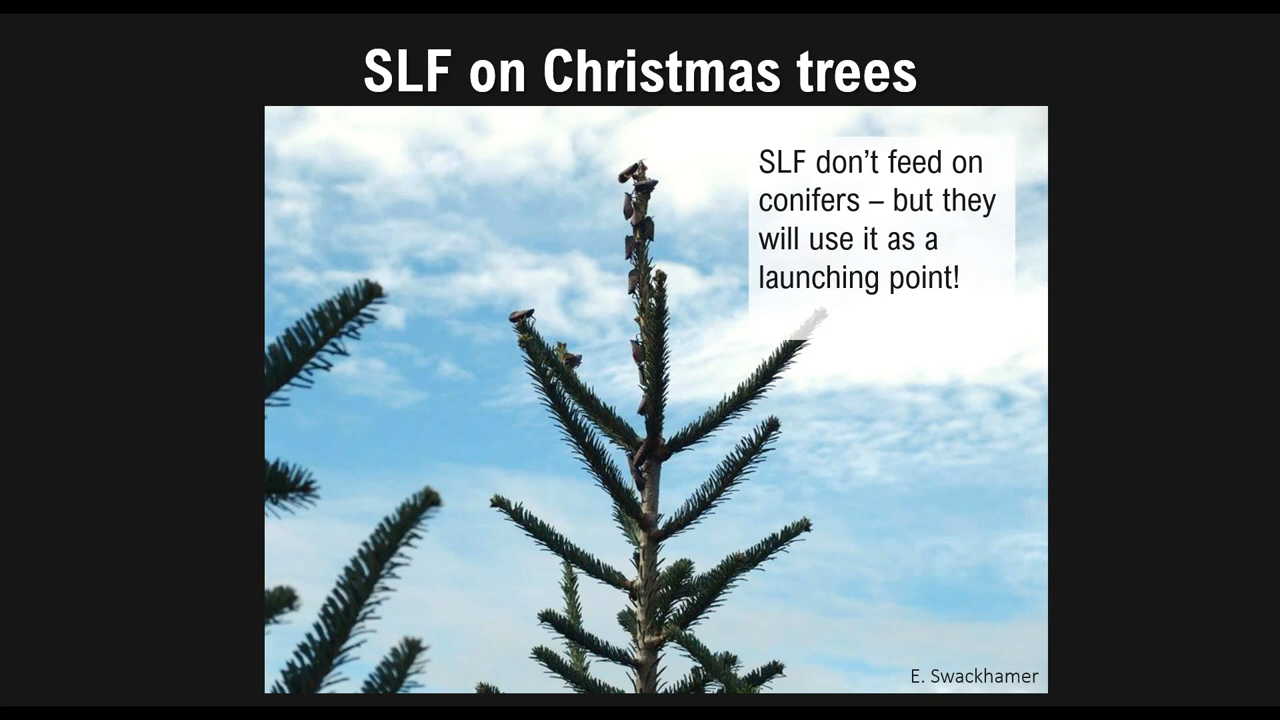 SLF on Christmas trees
SLF don’t feed on
conifers – but they
will use it as a
launching point!
E. Swackhamer